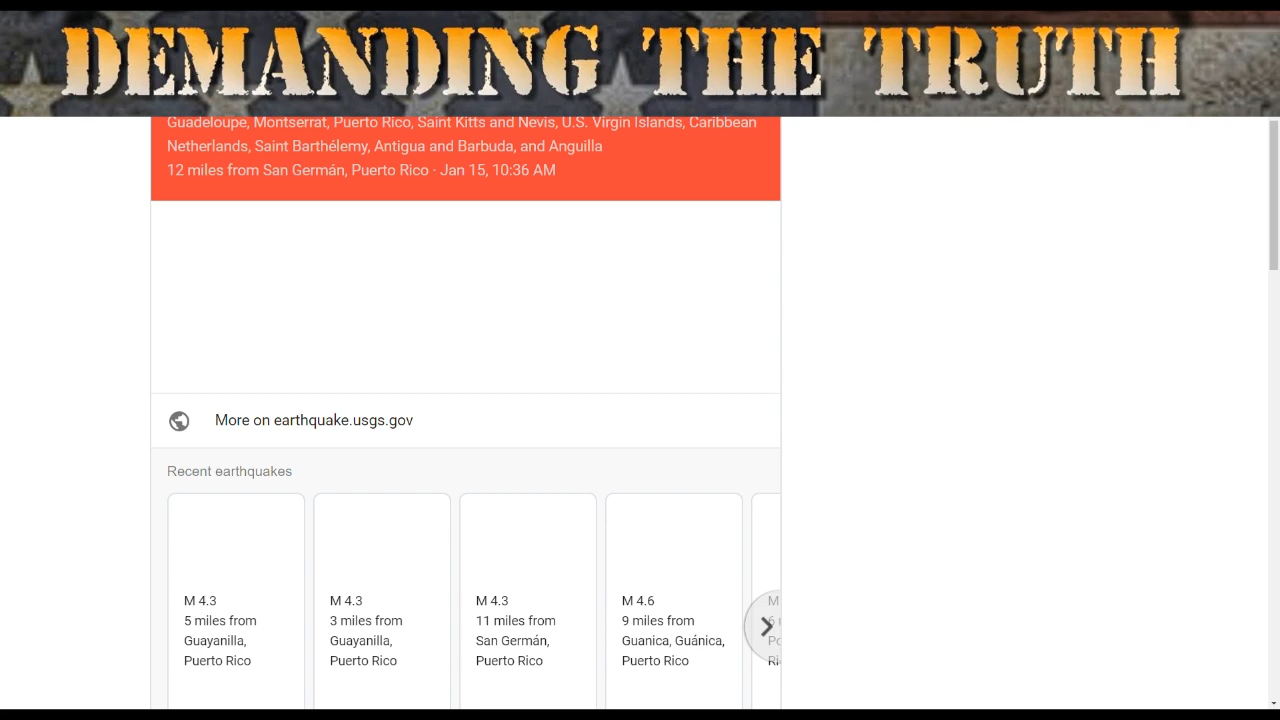 DEMANDING THE TRUTH
Guadeloupe, Montserrat, Puerto Rico, Saint Kitts and Nevis, U.S. Virgin Islands, Caribbean
Netherlands, Saint Barthélemy, Antigua and Barbuda, and Anguilla
12 miles from San Germán, Puerto Rico · Jan 15, 10:36 AM
More on earthquake.usgs.gov
Recent earthquakes
M 4.3
5 miles from
Guayanilla,
Puerto Rico
M 4.3
3 miles from
Guayanilla,
Puerto Rico
M 4.3
11 miles from
San Germán,
Puerto Rico
M 4.6
9 miles from
Guanica, Guánica,
Puerto Rico